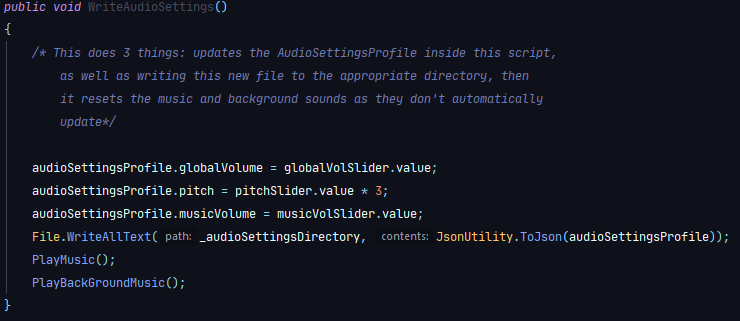 public void WriteAudioSettings()
{
/* This does 3 things: updates the AudioSettingsProfile inside this script,
as well as writing this new file to the appropriate directory, then
it resets the music and background sounds as they don't automatically
update*/
audioSettingsProfile.globalVolume = globalVolSlider.value;
audioSettingsProfile.pitch = pitchSlider.value * 3;
audioSettingsProfile.musicVolume = musicVolSlider.value;
File.WriteAllText( path: _audioSettingsDirectory, contents: JsonUtility.ToJson(audioSettingsProfile));
PlayMusic();
PlayBackGroundMusic();
}